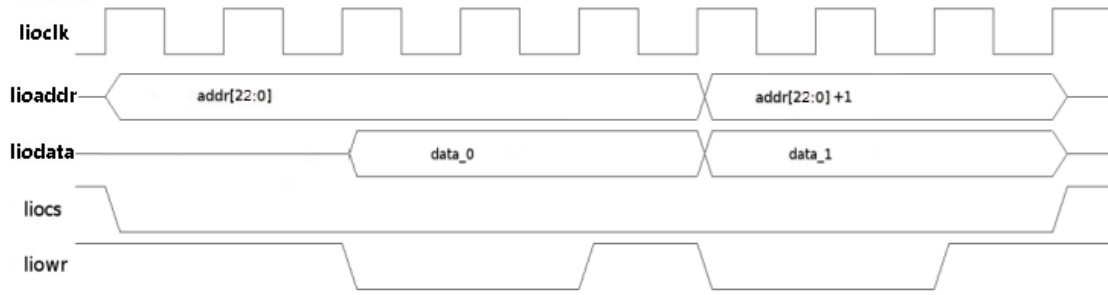 lioclk
lioaddr addr[22:0] addr[22:0] +1
liodata data_0 data_1
liocs
liowr